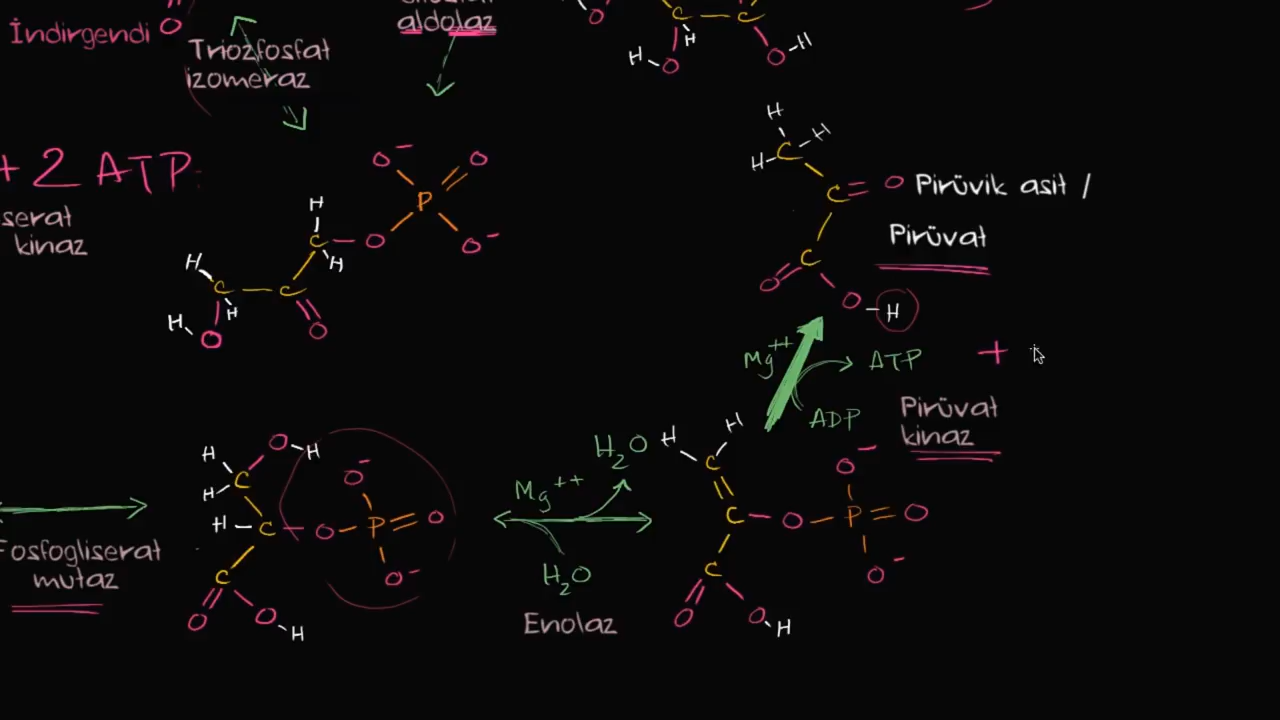 İndirgendi
Triozfosfat
izomeraz
aldolaz
+ 2 ATP
serat
kinaz
Pirüvik asit /
Pirüvat
Mg++
ATP
ADP
+
Pirüvat
kinaz
Fosfogliserat
mutaz
Mg++
H2O
H2O
Enolaz
H
H
H
C
C
O
C
O
O
H
O-
O
P
O-
O
H
C
H
H
C
C
H
H
O
O
H
O
H
C
H
H
C
O
P
O-
O
O-
C
O
O
H
H
H
C
C
O
P
O-
O
O-
C
O
O
H